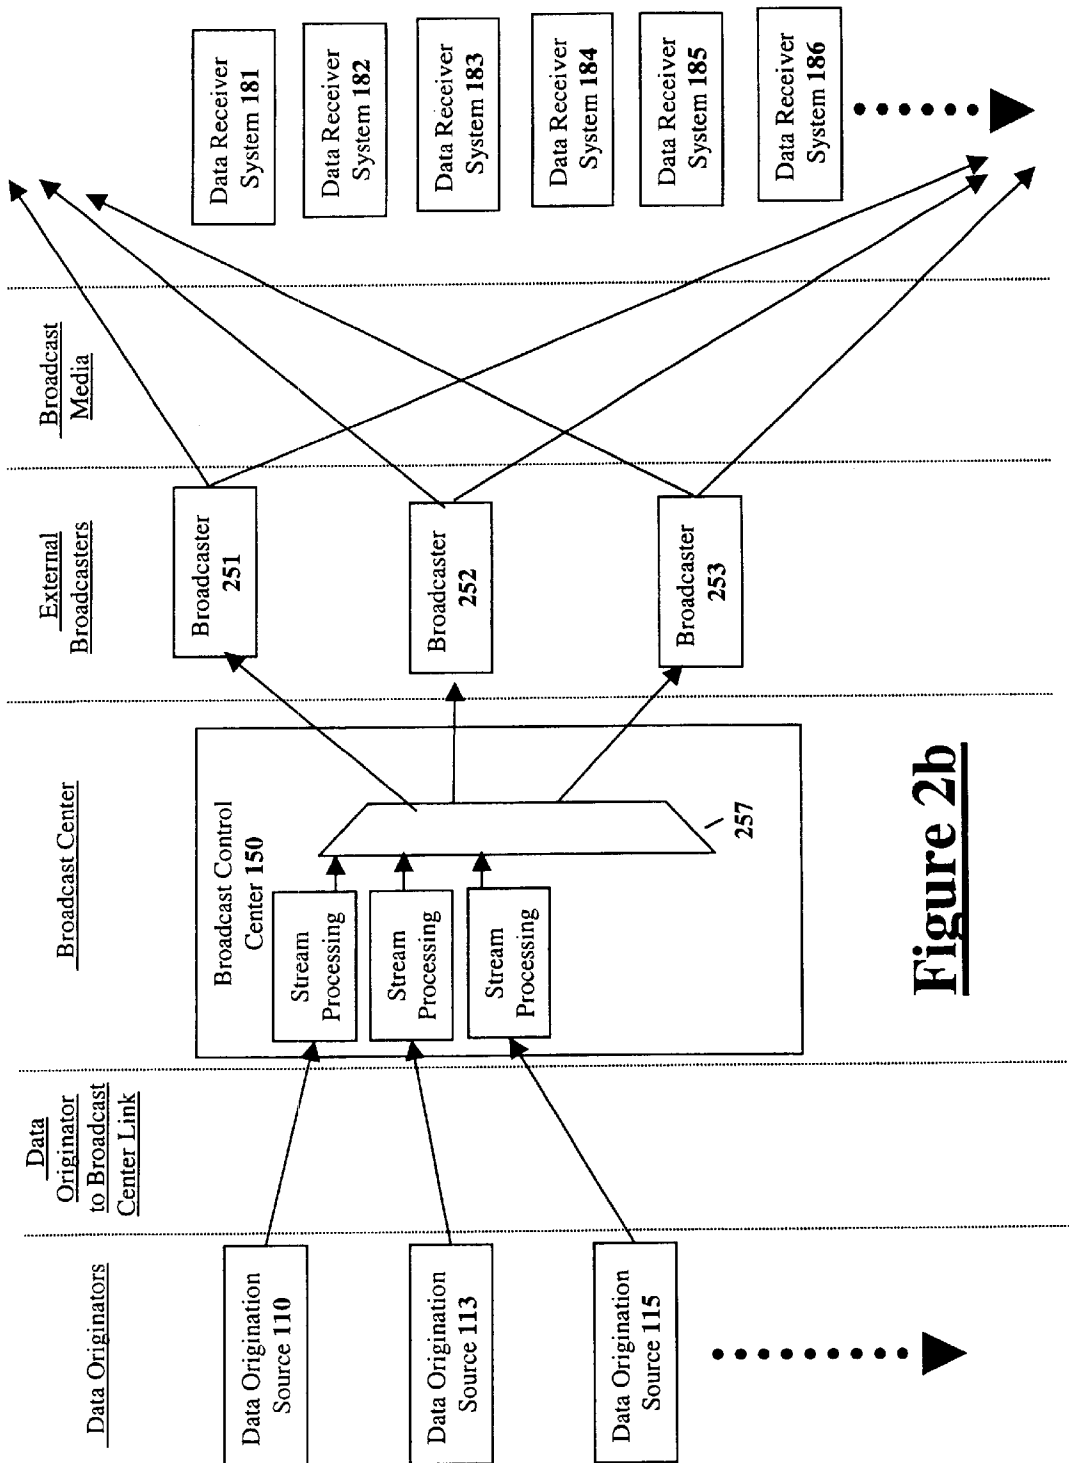 Data Originators
Data
Originator
to Broadcast
Center Link
Broadcast Center
External
Broadcasters
Broadcast
Media
Data Origination
Source 110
Data Origination
Source 113
Data Origination
Source 115
Broadcast Control
Center 150
Stream
Processing
Stream
Processing
Stream
Processing
257
Broadcaster
251
Broadcaster
252
Broadcaster
253
Data Receiver
System 181
Data Receiver
System 182
Data Receiver
System 183
Data Receiver
System 184
Data Receiver
System 185
Data Receiver
System 186
Figure 2b